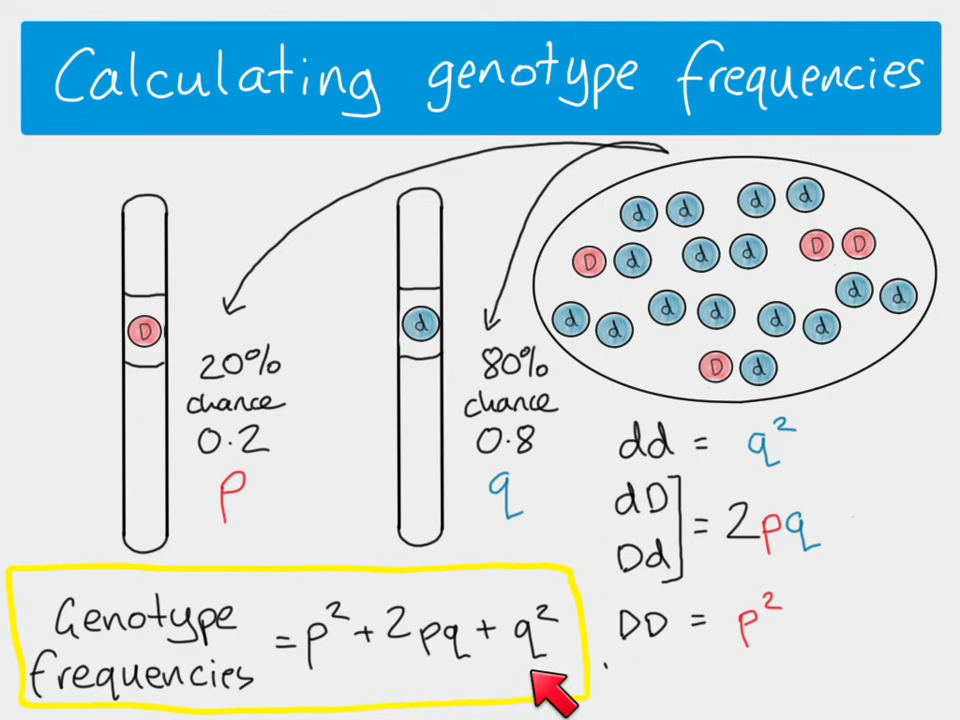 Calculating genotype frequencies
d d d d
D d d d D D
d d d d d d d d
D d
D
20%
chance
0.2
p
d
80%
chance
0.8
q
dd = q²
dD
Dd
= 2pq
DD = p²
Genotype
frequencies
= p² + 2pq + q²